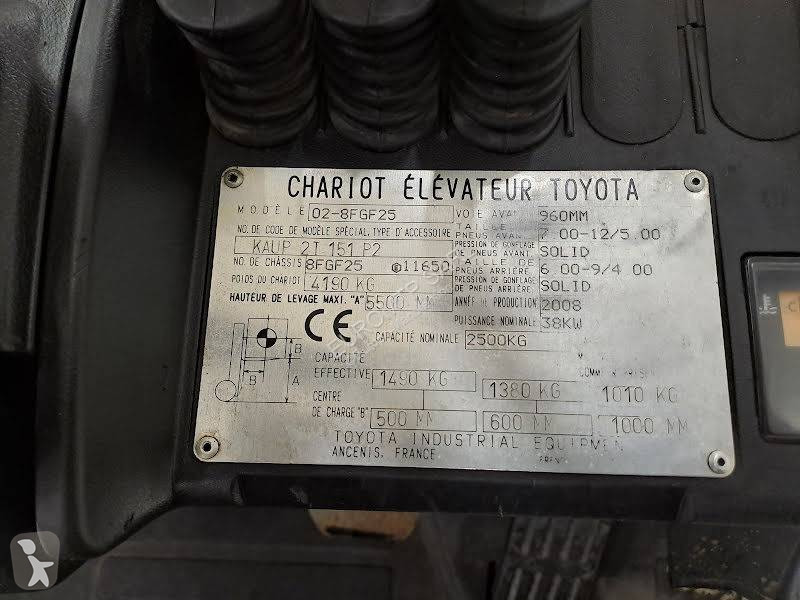 CHARIOT ÉLÉVATEUR TOYOTA
MODÈLE 02-8FGF25 VOIE 960MM
NO. DE CODE DE MODÈLE SPÉCIAL, TYPE D'ACCESSOIRE TAILLE PNEUS AVANT 7 00-12/5.00
KAUP 2T 151 P2 PRESSION DE GONFLAGE DE PNEUS AVANT SOLID
NO. DE CHÂSSIS 8FGF25 11650 TAILLE DE PNEUS ARRIÈRE 6 00-9/4 00
POIDS DU CHARIOT 4190 KG PRESSION DE GONFLAGE DE PNEUS ARRIÈRE SOLID
HAUTEUR DE LEVAGE MAXI. "A" 5500 MM ANNÉE DE PRODUCTION 2008
PUISSANCE NOMINALE 38KW
CE CAPACITÉ NOMINALE 2500KG
B
B A
CAPACITÉ EFFECTIVE 1490 KG 1380 KG 1010 KG
CENTRE DE CHARGE "B" 500 MM 600 MM 1000 MM
TOYOTA INDUSTRIAL
ANCENIS, FRANCE